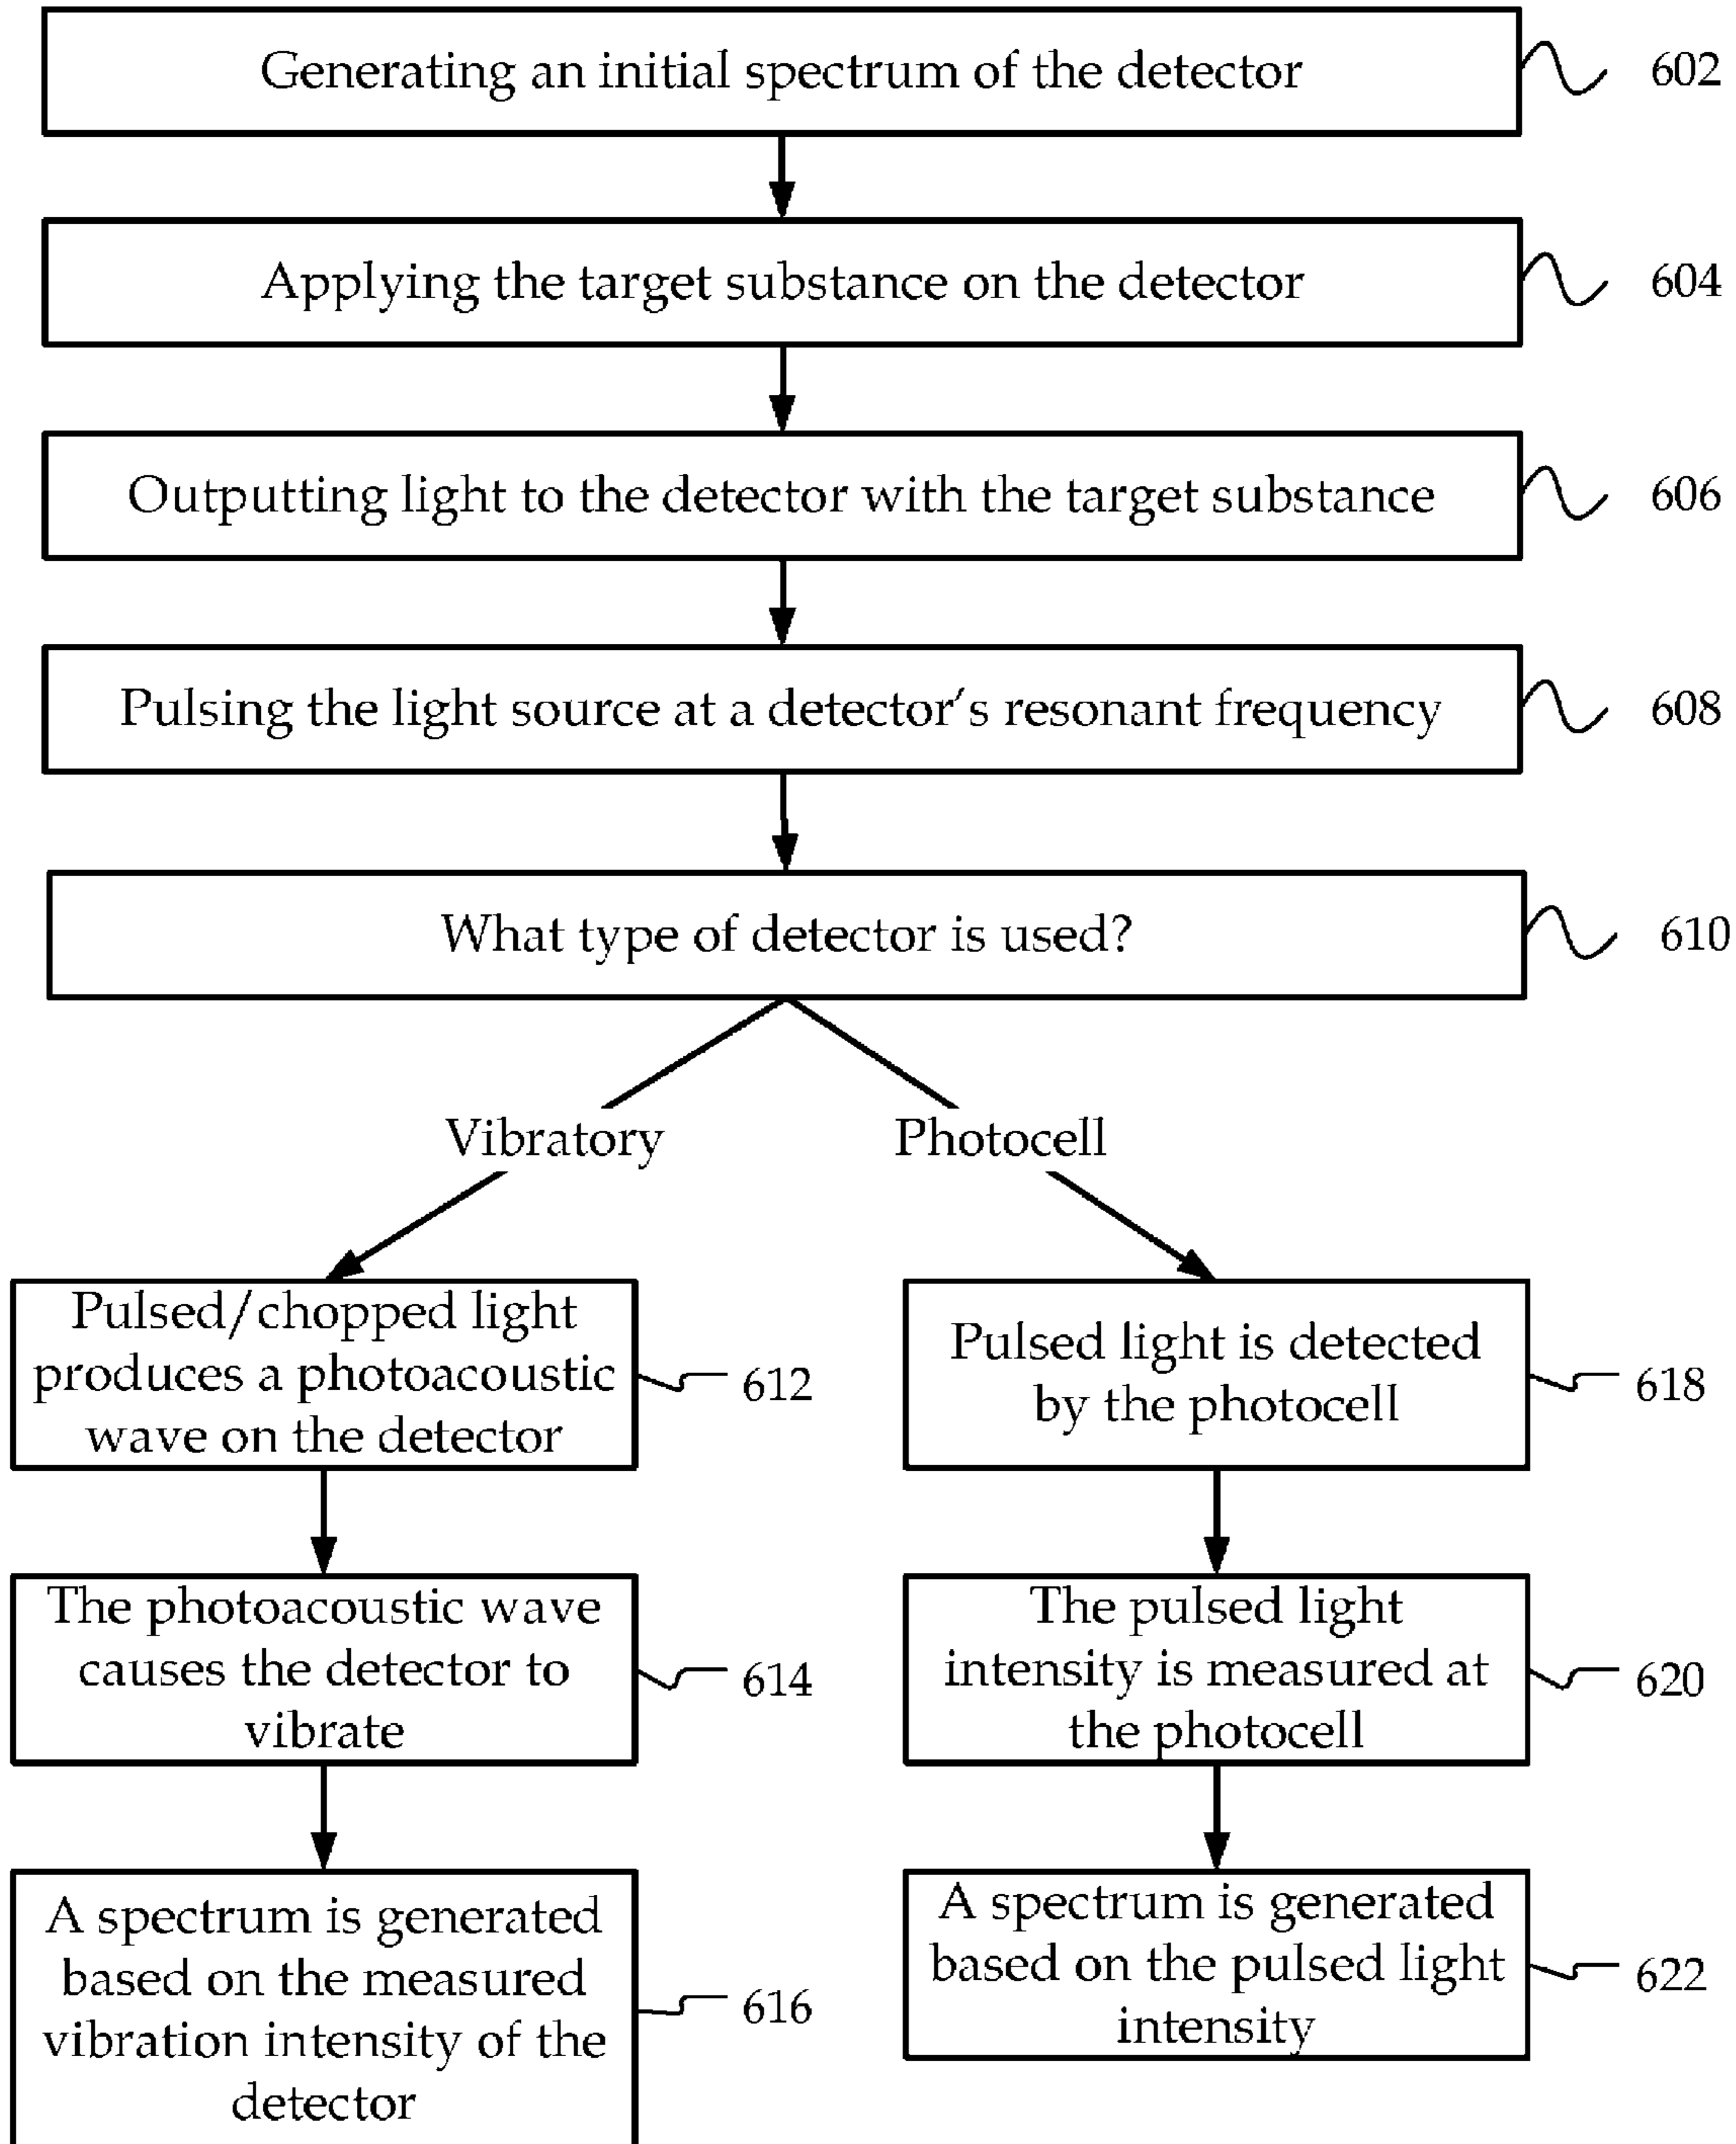 Generating an initial spectrum of the detector
602
Applying the target substance on the detector
604
Outputting light to the detector with the target substance
606
Pulsing the light source at a detector's resonant frequency
608
What type of detector is used?
610
Vibratory
Photocell
Pulsed/chopped light
produces a photoacoustic
wave on the detector
612
Pulsed light is detected
by the photocell
618
The photoacoustic wave
causes the detector to
vibrate
614
The pulsed light
intensity is measured at
the photocell
620
A spectrum is generated
based on the measured
vibration intensity of the
detector
616
A spectrum is generated
based on the pulsed light
intensity
622